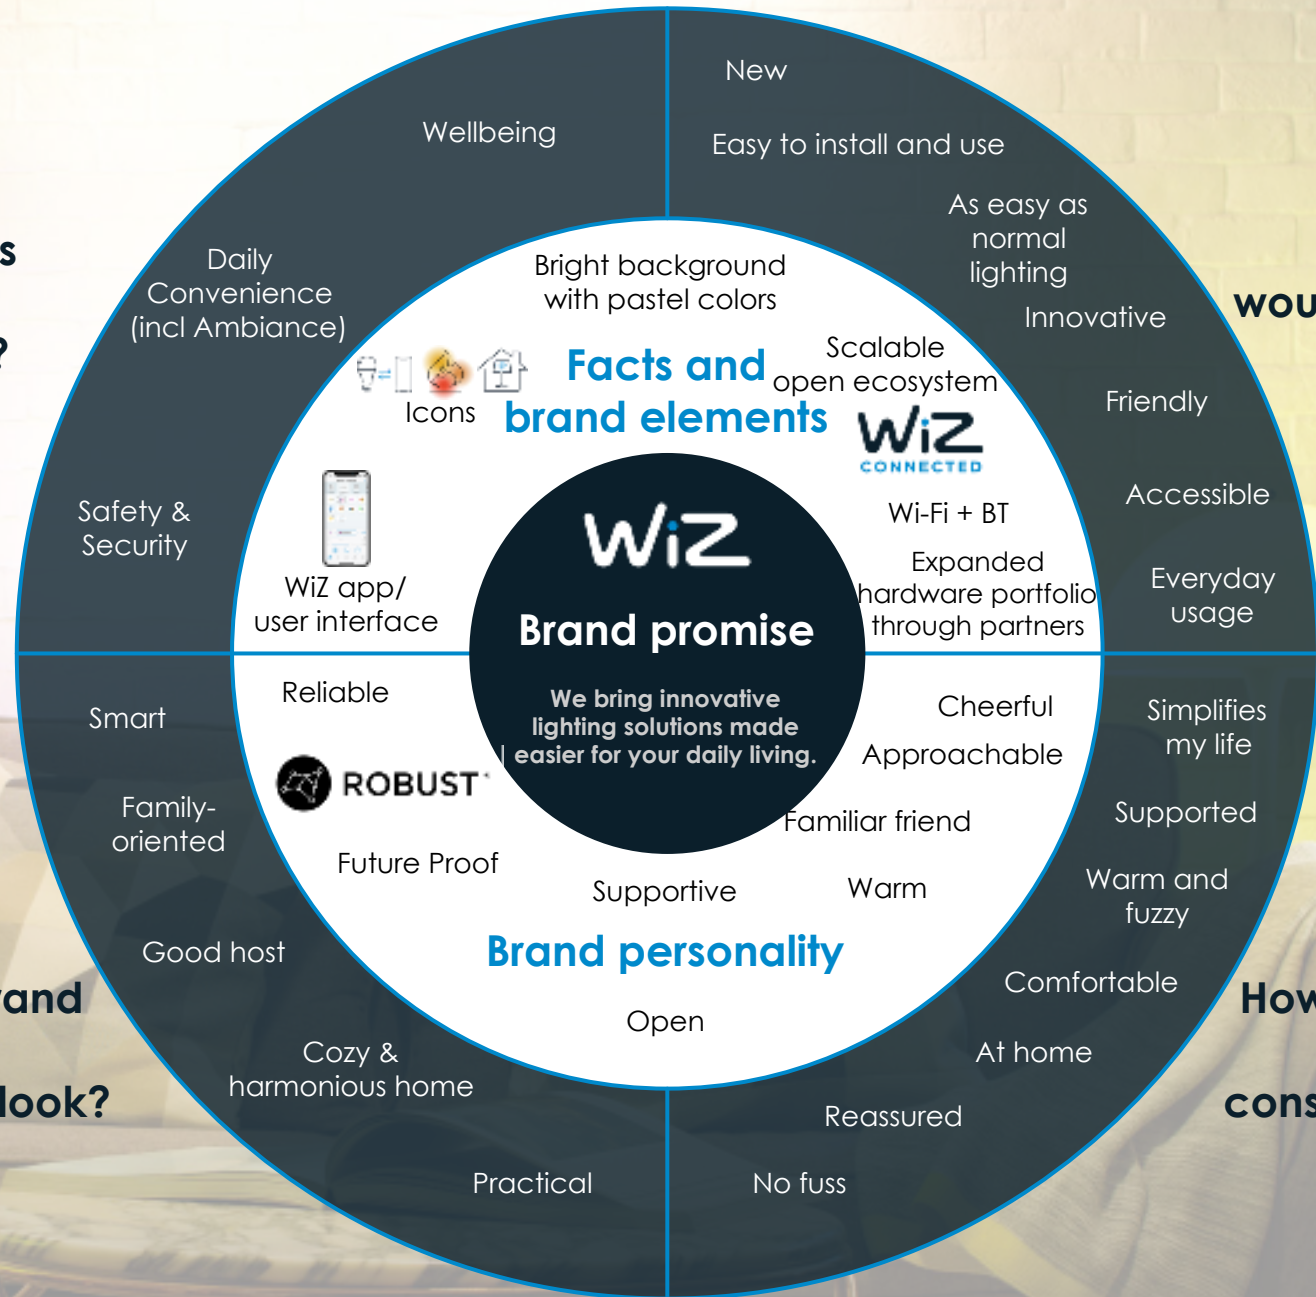 New
Wellbeing
Easy to install and use
As easy as
normal
lighting
s
Daily
Convenience
(incl Ambiance)
?
Bright background
with pastel colors
Innovative
wou
Facts and
brand elements
Scalable
open ecosystem
Icons
WiZ
CONNECTED
Friendly
Safety &
Security
WiZ app/
user interface
WiZ
Brand promise
We bring innovative
lighting solutions made
easier for your daily living.
Wi-Fi + BT
Expanded
hardware portfolio
through partners
Accessible
Everyday
usage
Smart
Family-
oriented
Good host
and
look?
Cozy &
harmonious home
Practical
Reliable
ROBUST
Future Proof
Supportive
Cheerful
Approachable
Familiar friend
Warm
Brand personality
Open
Simplifies
my life
Supported
Warm and
fuzzy
Comfortable
At home
Reassured
No fuss
How
cons